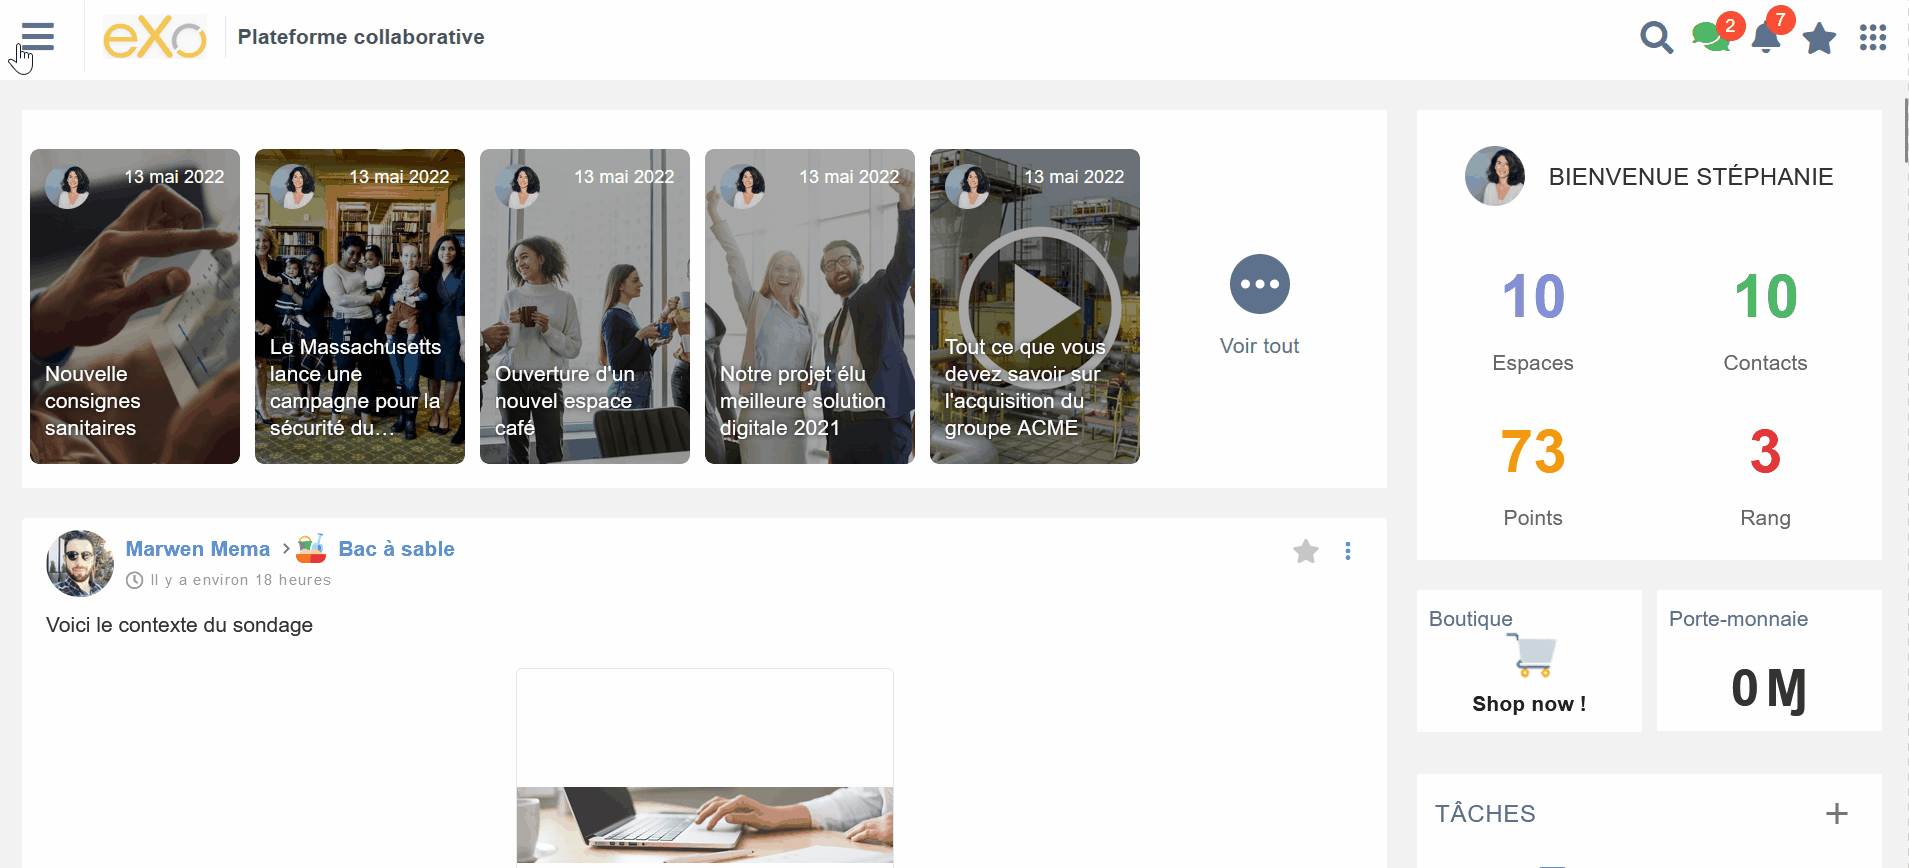 eXo
Plateforme collaborative
2
7
13 mai 2022
Nouvelle
consignes
sanitaires
13 mai 2022
Le Massachusetts
lance une
campagne pour la
sécurité du...
13 mai 2022
Ouverture d'un
nouvel espace
café
13 mai 2022
Notre projet élu
meilleure solution
digitale 2021
13 mai 2022
Tout ce que vous
devez savoir sur
l'acquisition du
groupe ACME
Voir tout
BIENVENUE STÉPHANIE
10
Espaces
10
Contacts
73
Points
3
Rang
Marwen Mema > Bac à sable
Il y a environ 18 heures
Voici le contexte du sondage
Boutique
Shop now !
Porte-monnaie
0 Ɱ
TÂCHES